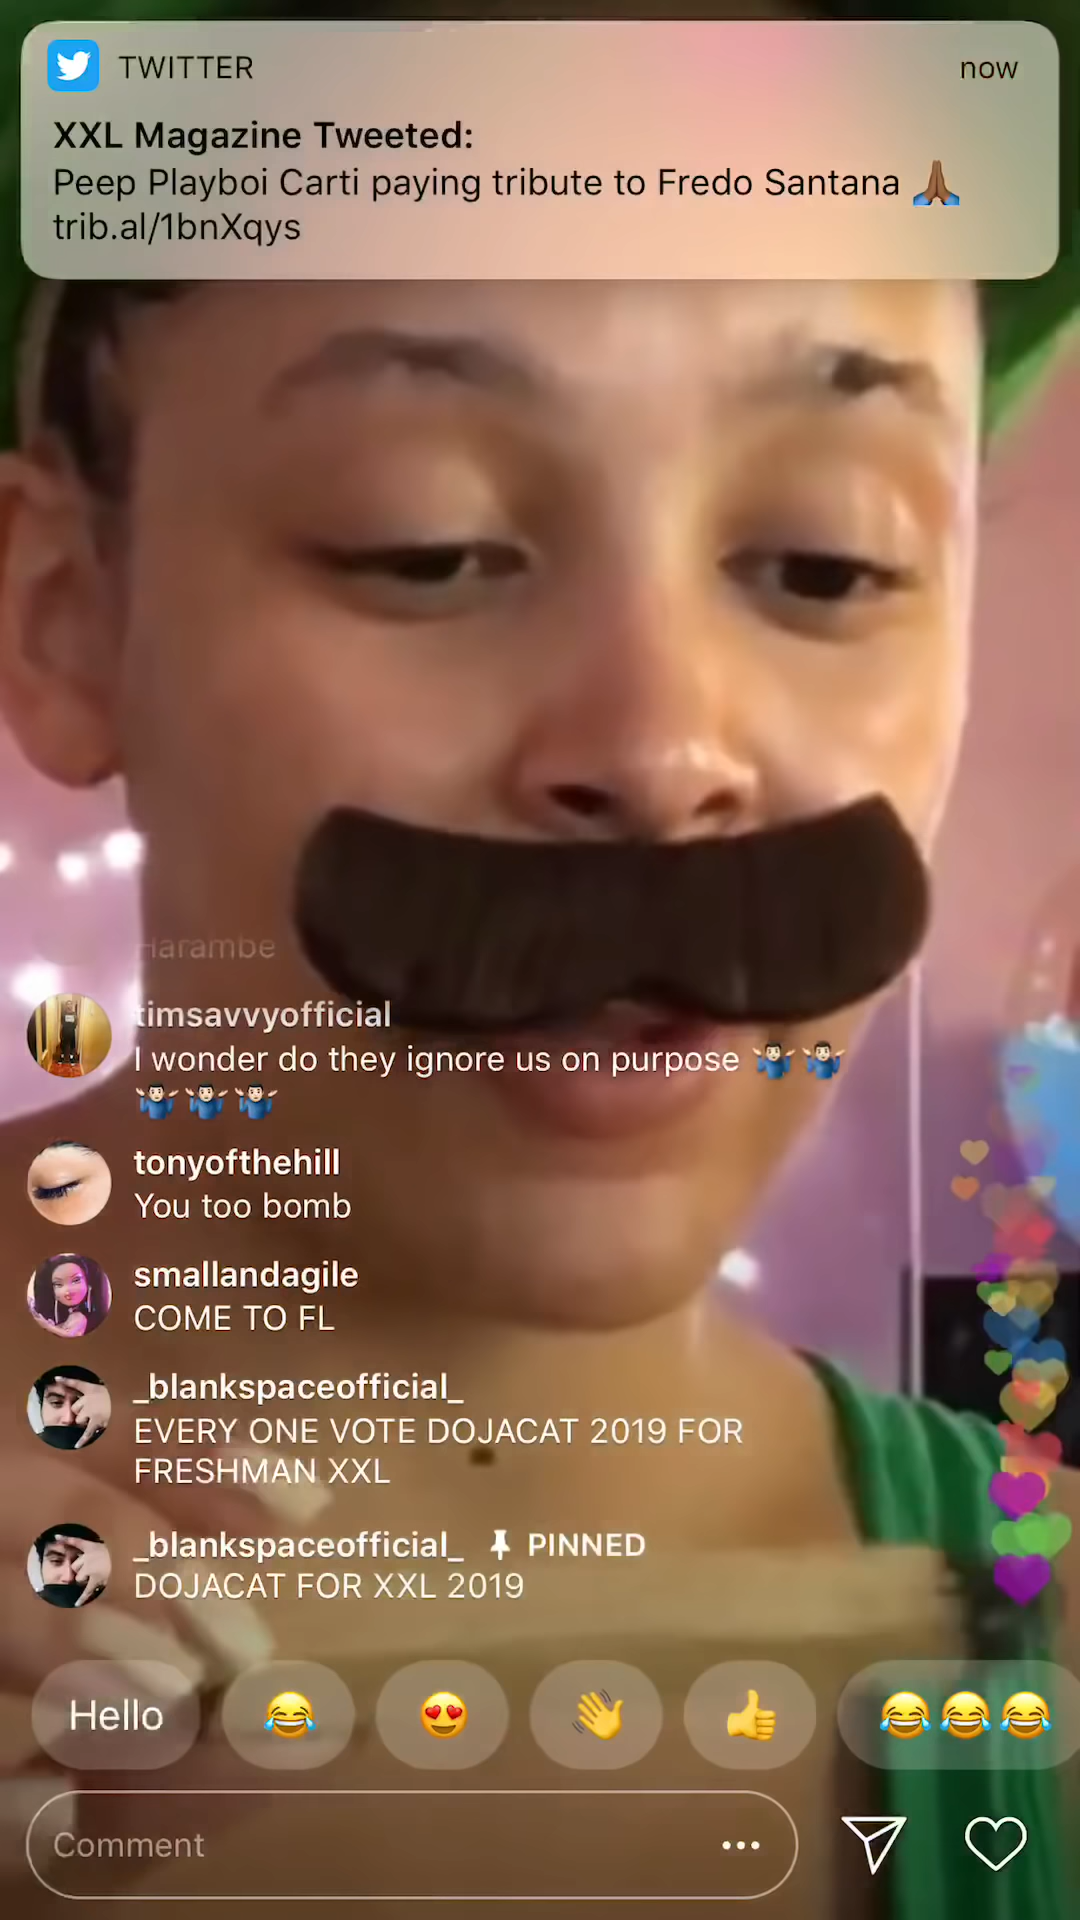 TWITTER
now
XXL Magazine Tweeted:
Peep Playboi Carti paying tribute to Fredo Santana 🙏🏾
trib.al/1bnXqys
Harambe
timsavvyofficial
I wonder do they ignore us on purpose 🤷🏻‍♂️🤷🏻‍♂️
🤷🏻‍♂️🤷🏻‍♂️🤷🏻‍♂️
tonyofthehill
You too bomb
smallandagile
COME TO FL
_blankspaceofficial_
EVERY ONE VOTE DOJACAT 2019 FOR
FRESHMAN XXL
_blankspaceofficial_ 📌 PINNED
DOJACAT FOR XXL 2019
Hello 😂 😍 👋 👍 😂😂😂
Comment